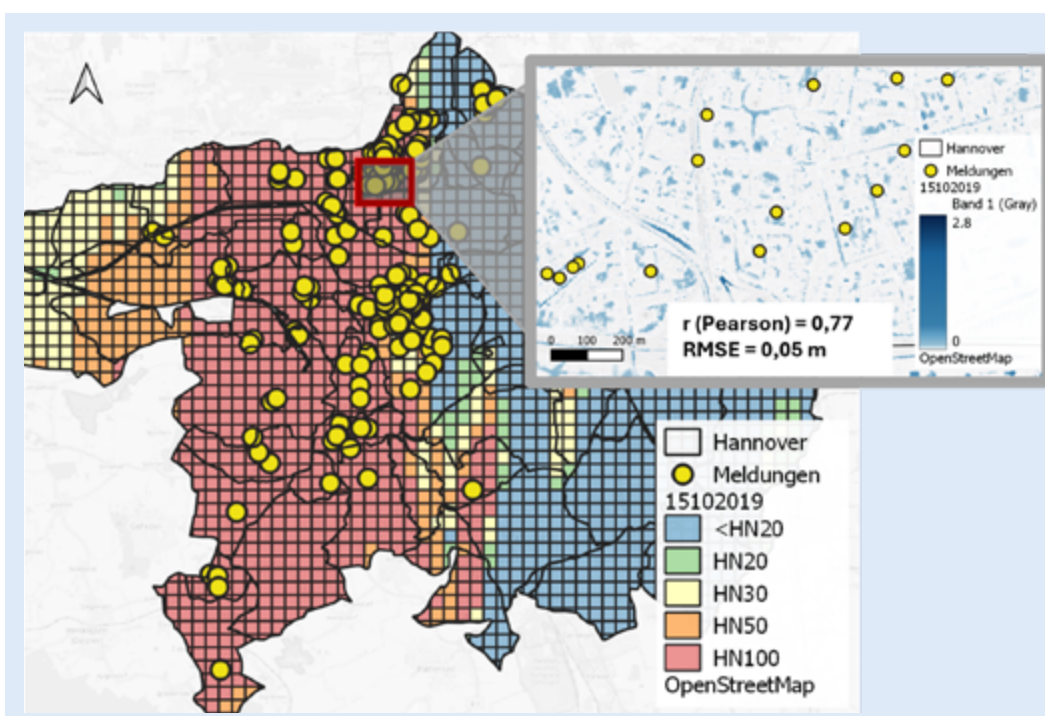 Hannover
Meldungen
15102019
Band 1 (Gray)
2.8
0
OpenStreetMap
r (Pearson) = 0,77
RMSE = 0,05 m
0 100 200 m
Hannover
Meldungen
15102019
<HN20
HN20
HN30
HN50
HN100
OpenStreetMap